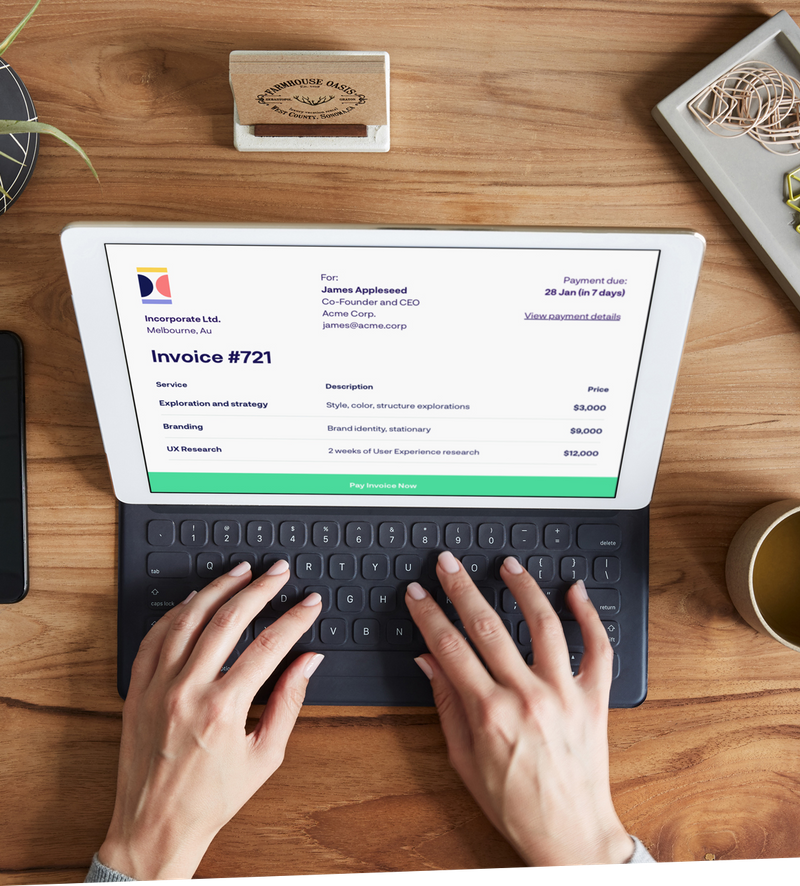 FARMHOUSE OASIS
WEST COUNTY, SONOMA, CA
Incorporate Ltd.
Melbourne, Au
For:
James Appleseed
Co-Founder and CEO
Acme Corp.
james@acme.corp
Payment due:
28 Jan (in 7 days)
View payment details
Invoice #721
Service Description Price
Exploration and strategy Style, color, structure explorations $3,000
Branding Brand identity, stationary $9,000
UX Research 2 weeks of User Experience research $12,000
Pay Invoice Now
! @ # $ % ^ & * ( ) _ +
1 2 3 4 5 6 7 8 9 0 - = delete
tab Q R T Y U O { [ } ] | \
caps lock D G H return
V B N